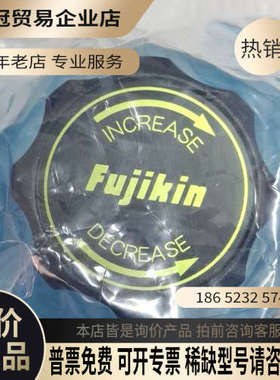 冠贸易企业店
年老店 专业服务
热销
INCREASE
Fujikin
DECREASE
186 5232 574
价
品
本店皆是询价产品 拍前咨询客服
普票免费 可开专票 稀缺型号请咨